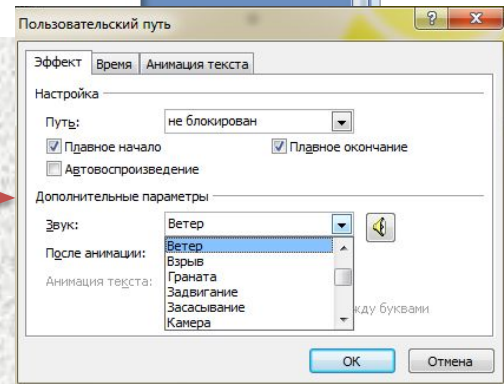 Пользовательский путь
Эффект Время Анимация текста
Настройка
Путь: не блокирован
Плавное начало Плавное окончание
Автовоспроизведение
Дополнительные параметры
Звук: Ветер
Ветер
После анимации: Взрыв
Граната
Анимация текста: Задвигание
Засасывание
Камера жду буквами
ОК Отмена